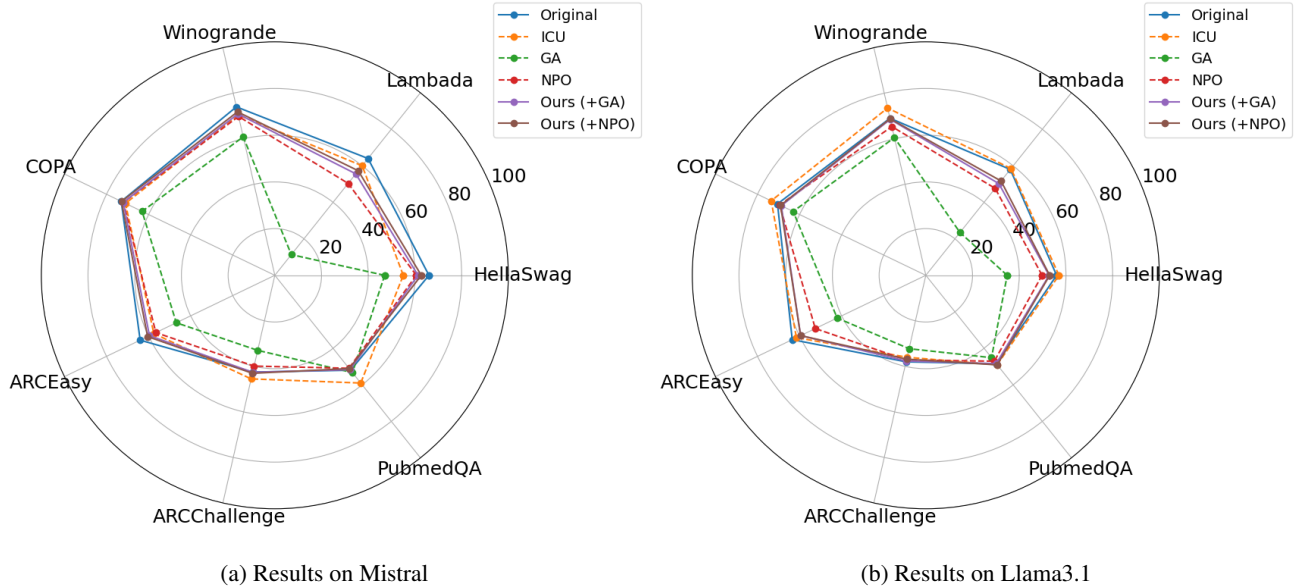 Winogrande
Lambada
COPA
HellaSwag
ARCEasy
PubmedQA
ARCChallenge
20
40
60
80
100
Original
ICU
GA
NPO
Ours (+GA)
Ours (+NPO)
(a) Results on Mistral
Winogrande
Lambada
COPA
HellaSwag
ARCEasy
PubmedQA
ARCChallenge
20
40
60
80
100
Original
ICU
GA
NPO
Ours (+GA)
Ours (+NPO)
(b) Results on Llama3.1